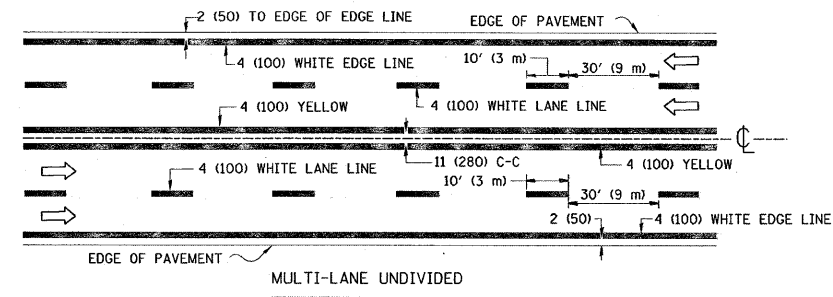 2 (50) TO EDGE OF EDGE LINE
EDGE OF PAVEMENT
4 (100) WHITE EDGE LINE
10' (3 m)
30' (9 m)
4 (100) YELLOW
4 (100) WHITE LANE LINE
CL
4 (100) WHITE LANE LINE
11 (280) C-C
4 (100) YELLOW
10' (3 m)
30' (9 m)
2 (50)
4 (100) WHITE EDGE LINE
EDGE OF PAVEMENT
MULTI-LANE UNDIVIDED